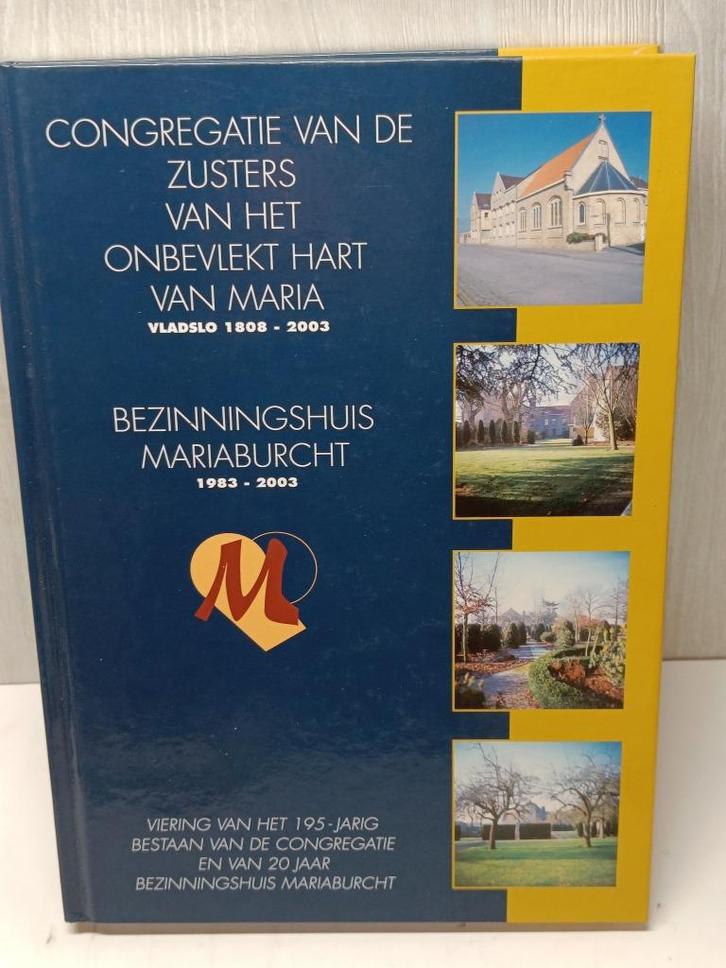 CONGREGATIE VAN DE
ZUSTERS
VAN HET
ONBEVLEKT HART
VAN MARIA
VLADSLO 1808 - 2003
BEZINNINGSHUIS
MARIABURCHT
1983 - 2003
M
VIERING VAN HET 195-JARIG
BESTAAN VAN DE CONGREGATIE
EN VAN 20 JAAR
BEZINNINGSHUIS MARIABURCHT